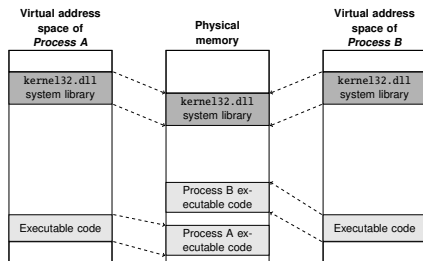 Virtual address
space of
Process A
kernel32.dll
system library
Executable code
Physical
memory
kernel32.dll
system library
Process B ex-
ecutable code
Process A ex-
ecutable code
Virtual address
space of
Process B
kernel32.dll
system library
Executable code